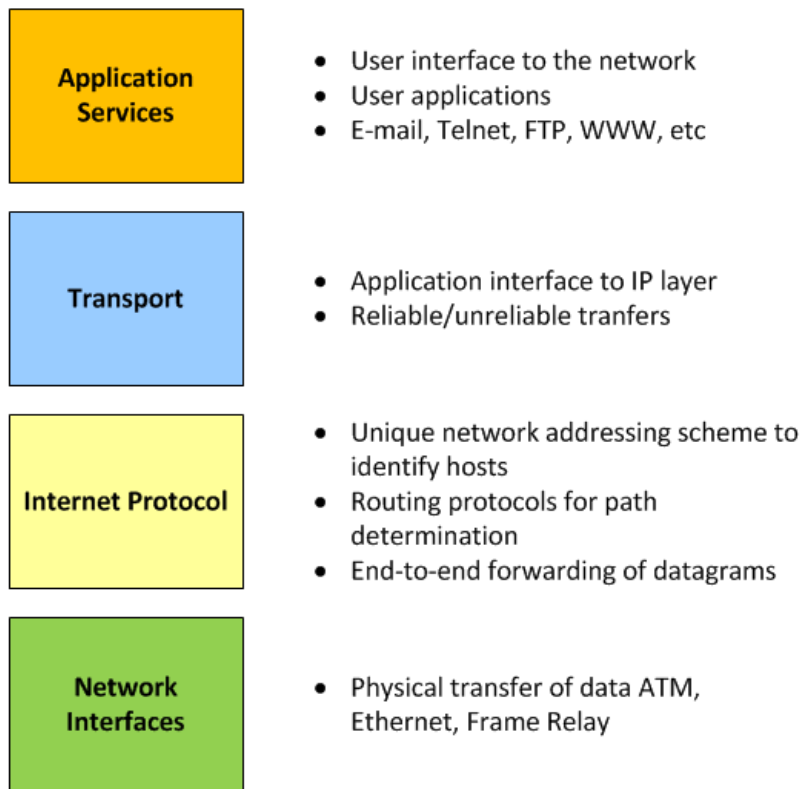 Application
Services
• User interface to the network
• User applications
• E-mail, Telnet, FTP, WWW, etc
Transport
• Application interface to IP layer
• Reliable/unreliable tranfers
Internet Protocol
• Unique network addressing scheme to
identify hosts
• Routing protocols for path
determination
• End-to-end forwarding of datagrams
Network
Interfaces
• Physical transfer of data ATM,
Ethernet, Frame Relay